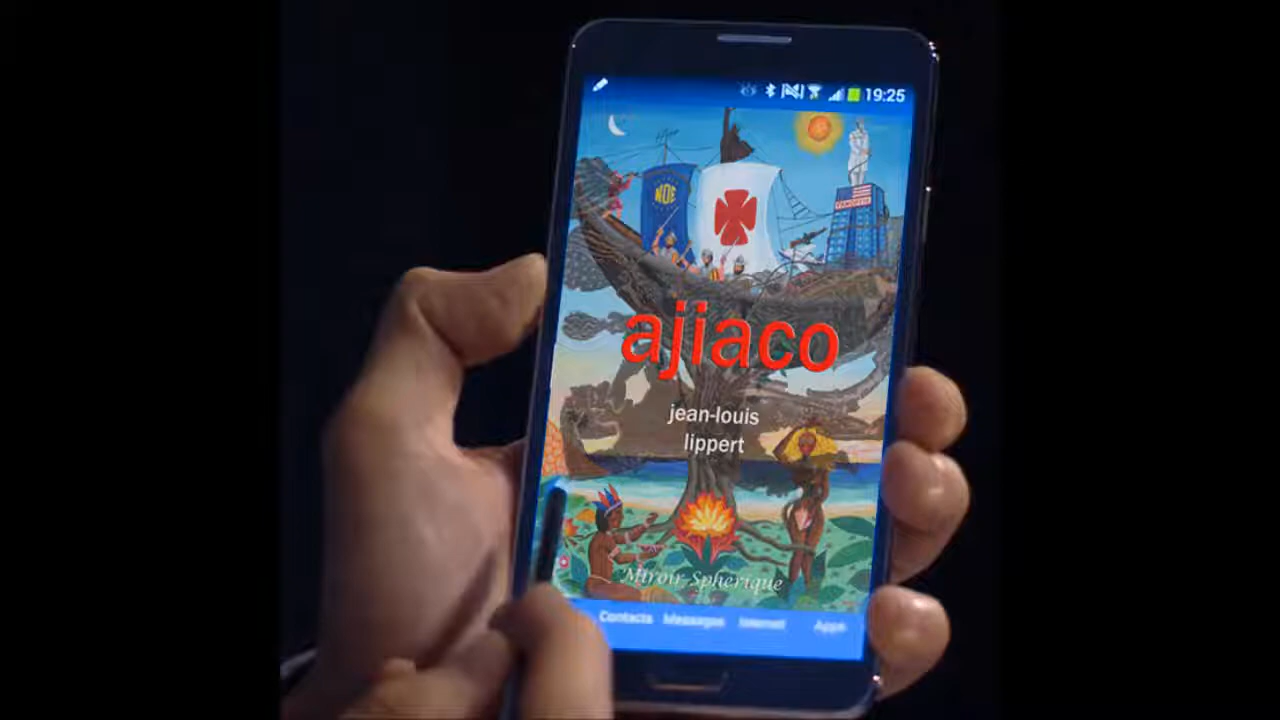 19:25
NOE
ajiaco
jean-louis
lippert
Miroir Sphérique
Contacts Messages Internet Apps